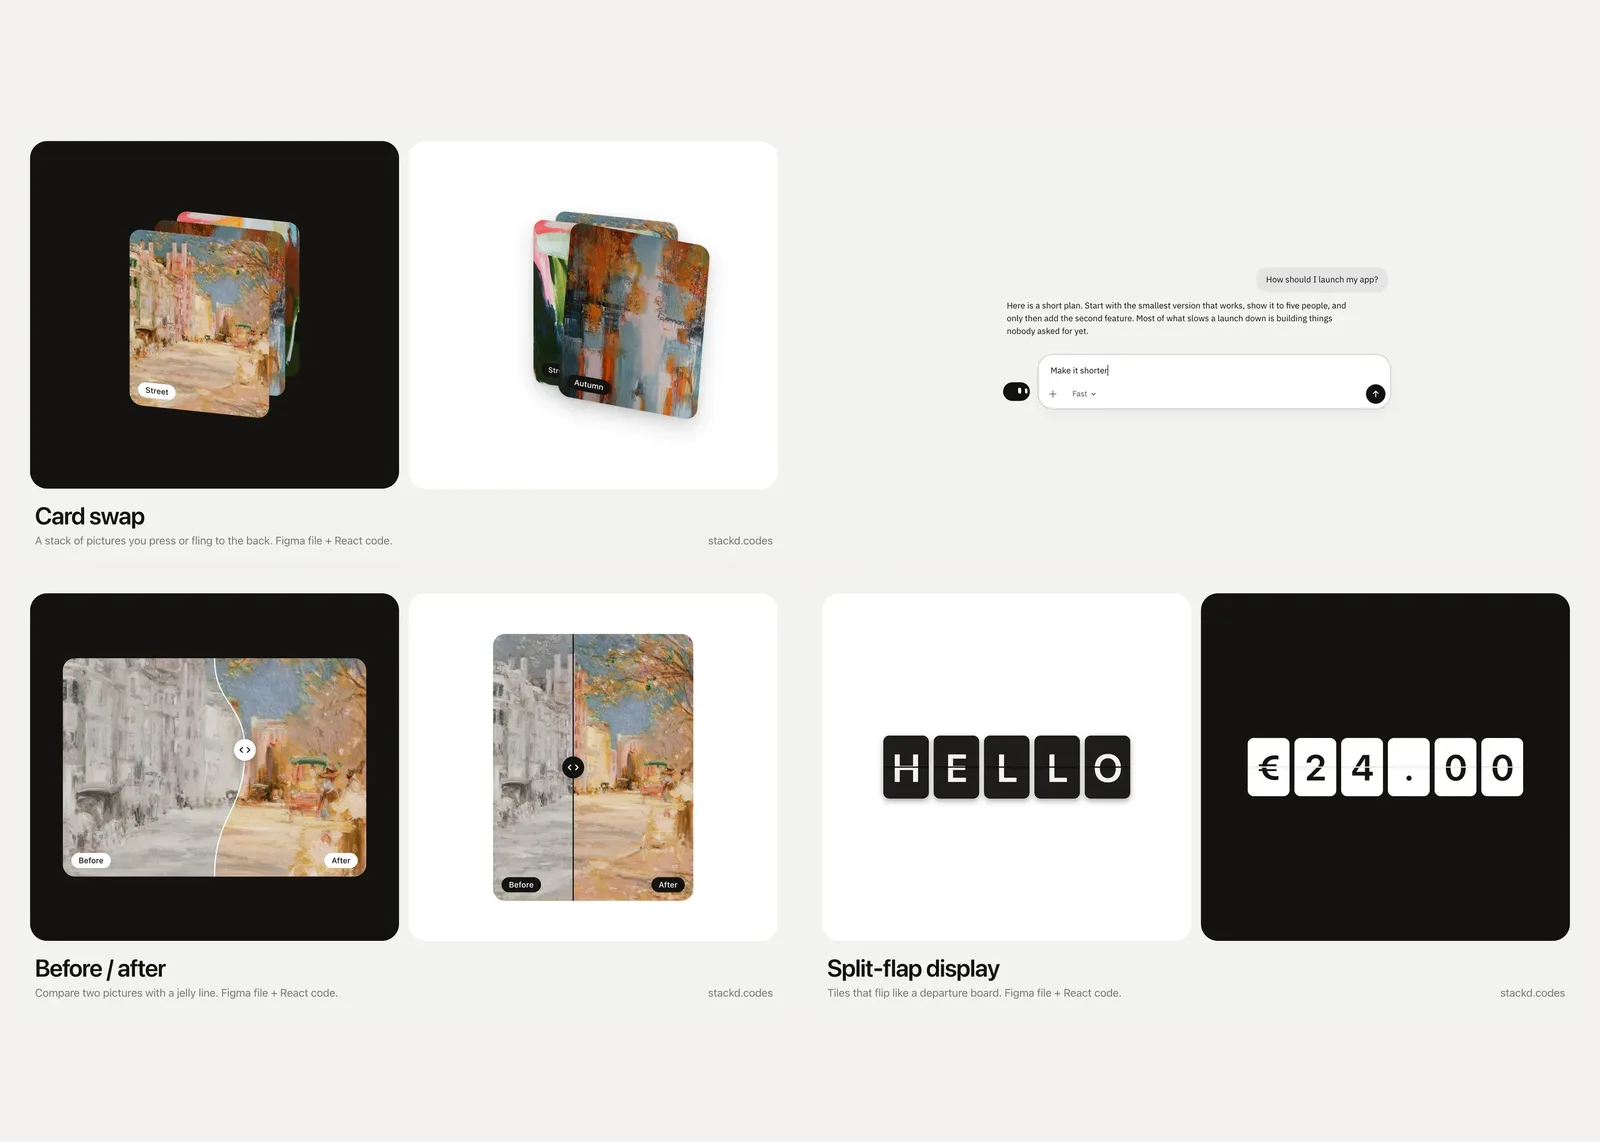 Street
Str
Autumn
Card swap
A stack of pictures you press or fling to the back. Figma file + React code.
stackd.codes
How should I launch my app?
Here is a short plan. Start with the smallest version that works, show it to five people, and
only then add the second feature. Most of what slows a launch down is building things
nobody asked for yet.
Make it shorter
Fast
Before
After
Before
After
Before / after
Compare two pictures with a jelly line. Figma file + React code.
stackd.codes
HELLO
€24.00
Split-flap display
Tiles that flip like a departure board. Figma file + React code.
stackd.codes